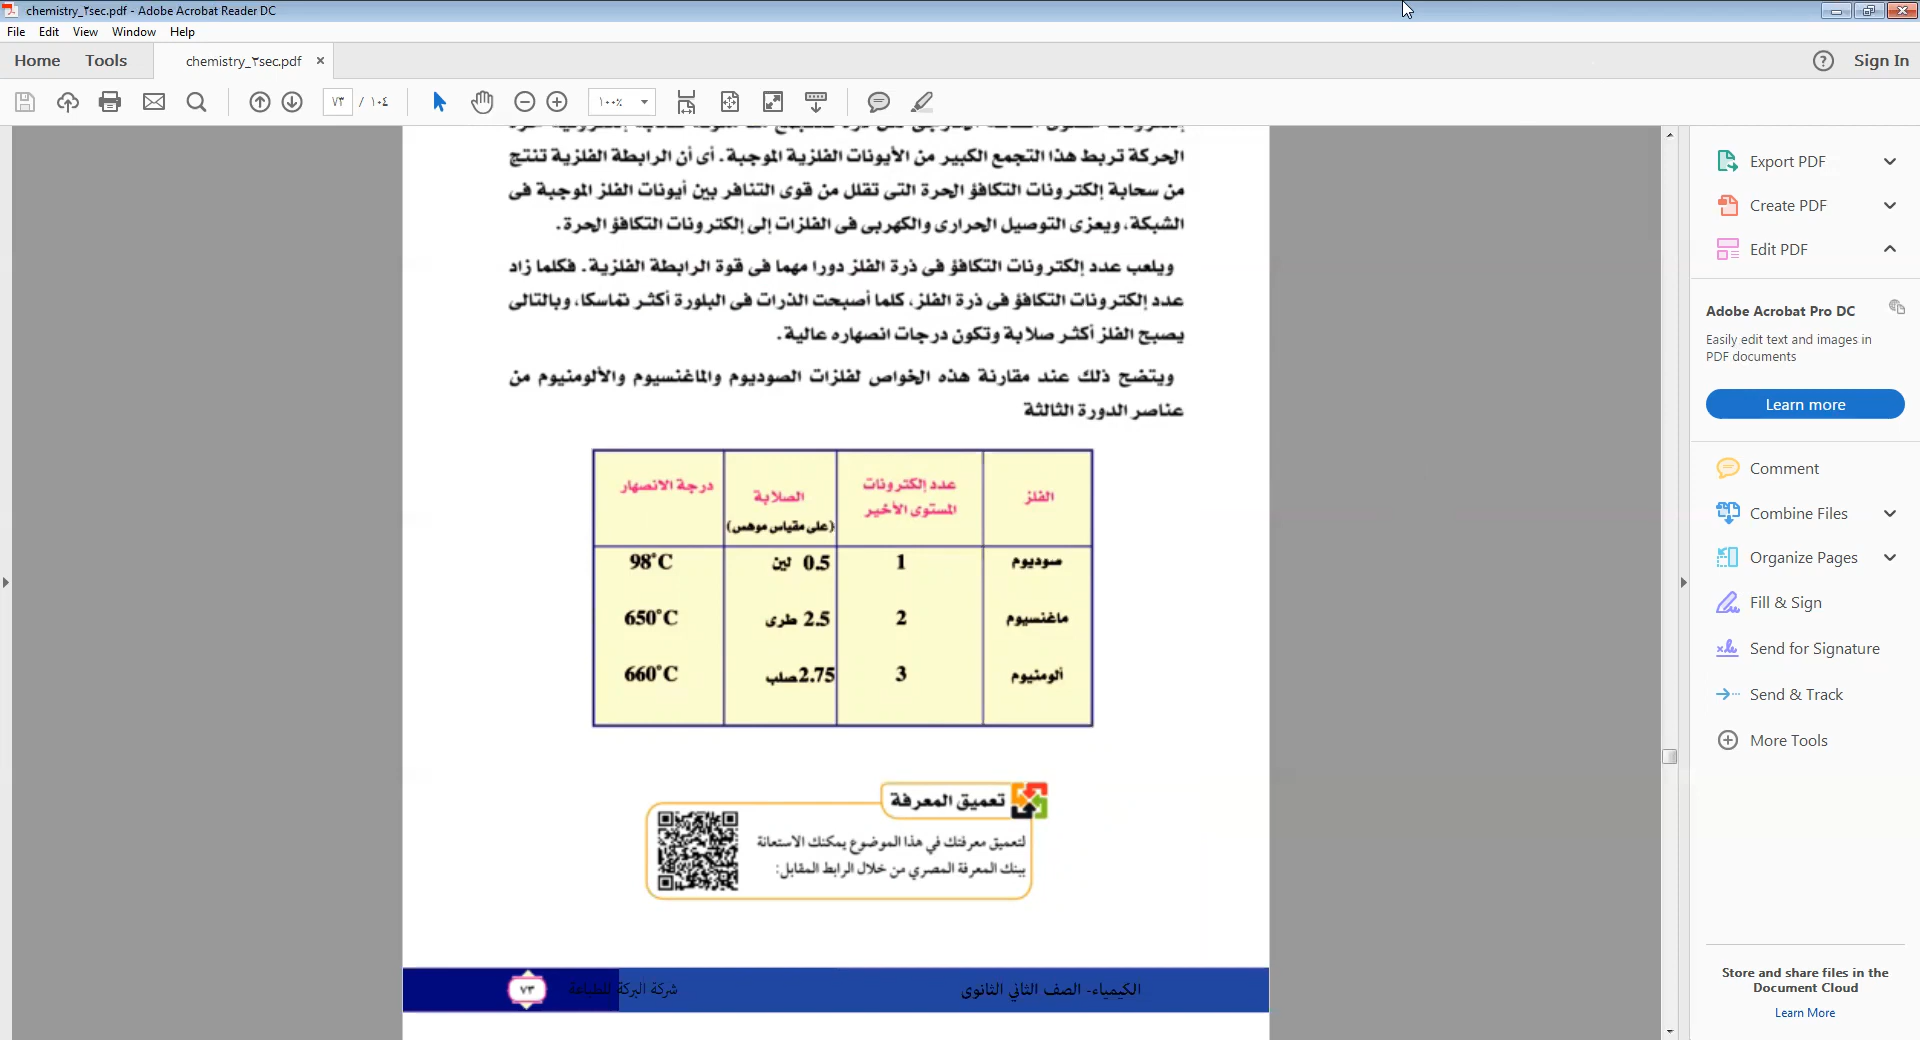 chemistry_٢sec.pdf - Adobe Acrobat Reader DC
File Edit View Window Help
Home Tools chemistry_٢sec.pdf × Sign In
٧٣ / ١٠٤ ١٠٠٪
الحركة تربط هذا التجمع الكبير من الأيونات الفلزية الموجبة. أى أن الرابطة الفلزية تنتج
من سحابة إلكترونات التكافؤ الحرة التى تقلل من قوى التنافر بين أيونات الفلز الموجبة فى
الشبكة، ويعزى التوصيل الحرارى والكهربى فى الفلزات إلى إلكترونات التكافؤ الحرة.
ويلعب عدد إلكترونات التكافؤ فى ذرة الفلز دورا مهما فى قوة الرابطة الفلزية. فكلما زاد
عدد إلكترونات التكافؤ فى ذرة الفلز، كلما أصبحت الذرات فى البلورة أكثر تماسكا، وبالتالى
يصبح الفلز أكثر صلابة وتكون درجات انصهاره عالية.
ويتضح ذلك عند مقارنة هذه الخواص لفلزات الصوديوم والماغنسيوم والألومنيوم من
عناصر الدورة الثالثة
الفلز
عدد إلكترونات
المستوى الأخير
الصلابة
(على مقياس موهس)
درجة الانصهار
صوديوم 1 0.5 لين 98°C
ماغنسيوم 2 2.5 طرى 650°C
ألومنيوم 3 2.75 صلب 660°C
تعميق المعرفة
لتعميق معرفتك في هذا الموضوع يمكنك الاستعانة
ببنك المعرفة المصري من خلال الرابط المقابل:
الكيمياء- الصف الثاني الثانوى
شركة البركة للطباعة
٧٣
Export PDF
Create PDF
Edit PDF
Adobe Acrobat Pro DC
Easily edit text and images in
PDF documents
Learn more
Comment
Combine Files
Organize Pages
Fill & Sign
Send for Signature
Send & Track
More Tools
Store and share files in the
Document Cloud
Learn More